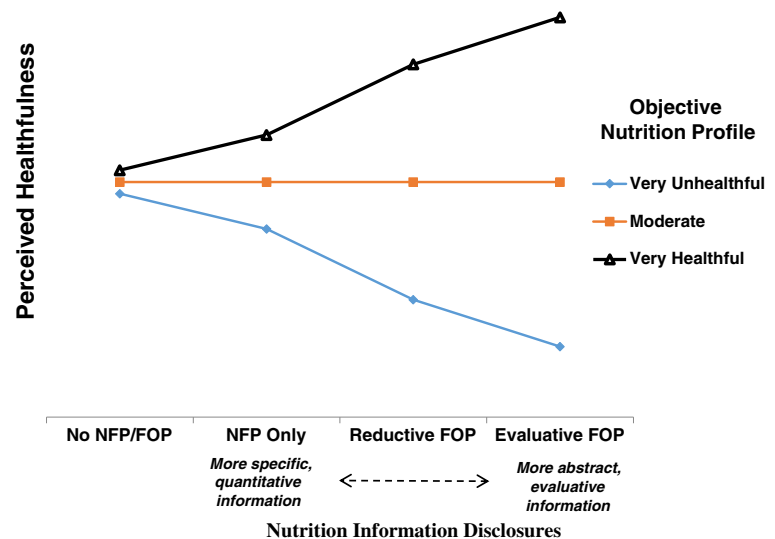 Perceived Healthfulness
Objective
Nutrition Profile
Very Unhealthful
Moderate
Very Healthful
No NFP/FOP
NFP Only
Reductive FOP
Evaluative FOP
More specific,
quantitative
information
More abstract,
evaluative
information
Nutrition Information Disclosures